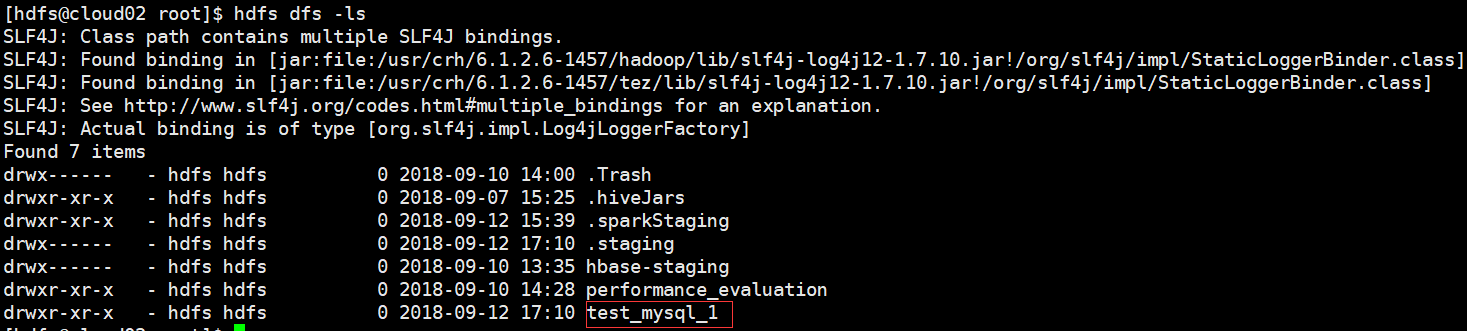 [hdfs@cloud02 root]$ hdfs dfs -ls
SLF4J: Class path contains multiple SLF4J bindings.
SLF4J: Found binding in [jar:file:/usr/crh/6.1.2.6-1457/hadoop/lib/slf4j-log4j12-1.7.10.jar!/org/slf4j/impl/StaticLoggerBinder.class]
SLF4J: Found binding in [jar:file:/usr/crh/6.1.2.6-1457/tez/lib/slf4j-log4j12-1.7.10.jar!/org/slf4j/impl/StaticLoggerBinder.class]
SLF4J: See http://www.slf4j.org/codes.html#multiple_bindings for an explanation.
SLF4J: Actual binding is of type [org.slf4j.impl.Log4jLoggerFactory]
Found 7 items
drwx------   - hdfs hdfs          0 2018-09-10 14:00 .Trash
drwxr-xr-x   - hdfs hdfs          0 2018-09-07 15:25 .hiveJars
drwxr-xr-x   - hdfs hdfs          0 2018-09-12 15:39 .sparkStaging
drwx------   - hdfs hdfs          0 2018-09-12 17:10 .staging
drwx------   - hdfs hdfs          0 2018-09-10 13:35 hbase-staging
drwxr-xr-x   - hdfs hdfs          0 2018-09-10 14:28 performance_evaluation
drwxr-xr-x   - hdfs hdfs          0 2018-09-12 17:10 test_mysql_1
[hdfs@cloud02 root]$